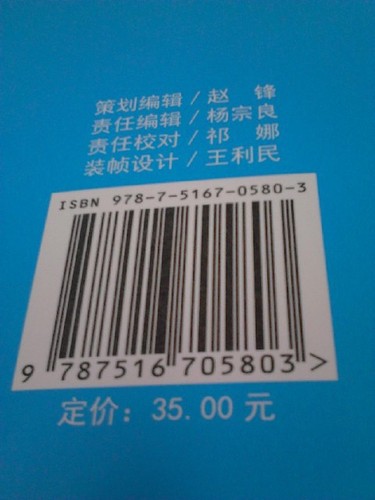 策划编辑/赵 锋
责任编辑/杨宗良
责任校对/祁 娜
装帧设计/王利民
ISBN 978-7-5167-0580-3
9 787516 705803 >
定价：35.00 元